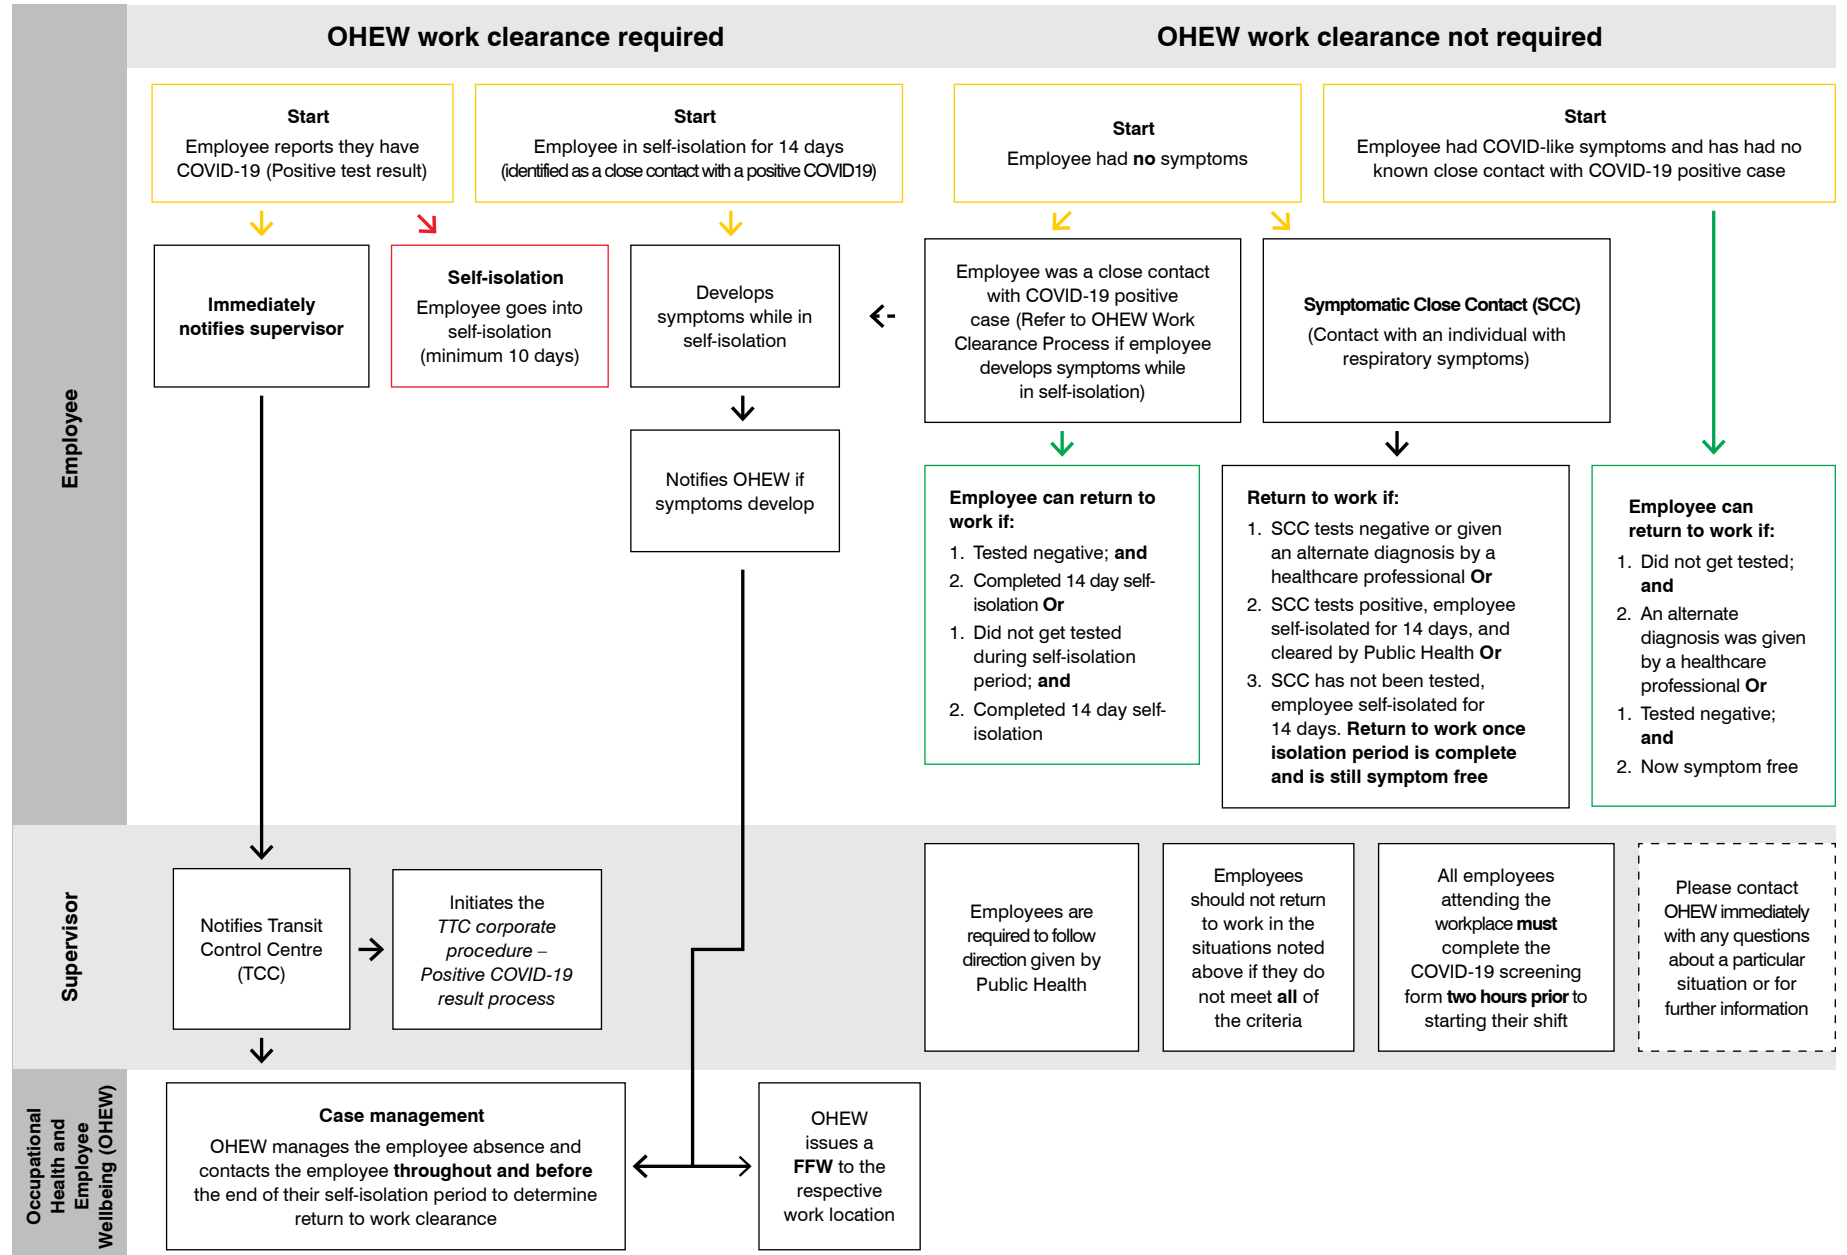 OHEW work clearance required
OHEW work clearance not required
Employee
Start
Employee reports they have
COVID-19 (Positive test result)
Start
Employee in self-isolation for 14 days
(identified as a close contact with a positive COVID19)
Start
Employee had no symptoms
Start
Employee had COVID-like symptoms and has had no
known close contact with COVID-19 positive case
Immediately
notifies supervisor
Self-isolation
Employee goes into
self-isolation
(minimum 10 days)
Develops
symptoms while in
self-isolation
Employee was a close contact
with COVID-19 positive
case (Refer to OHEW Work
Clearance Process if employee
develops symptoms while
in self-isolation)
Symptomatic Close Contact (SCC)
(Contact with an individual with
respiratory symptoms)
Notifies OHEW if
symptoms develop
Employee can return to
work if:
1. Tested negative; and
2. Completed 14 day self-
isolation Or
1. Did not get tested
during self-isolation
period; and
2. Completed 14 day self-
isolation
Return to work if:
1. SCC tests negative or given
an alternate diagnosis by a
healthcare professional Or
2. SCC tests positive, employee
self-isolated for 14 days, and
cleared by Public Health Or
3. SCC has not been tested,
employee self-isolated for
14 days. Return to work once
isolation period is complete
and is still symptom free
Employee can
return to work if:
1. Did not get tested;
and
2. An alternate
diagnosis was given
by a healthcare
professional Or
1. Tested negative;
and
2. Now symptom free
Supervisor
Notifies Transit
Control Centre
(TCC)
Initiates the
TTC corporate
procedure –
Positive COVID-19
result process
Employees are
required to follow
direction given by
Public Health
Employees
should not return
to work in the
situations noted
above if they do
not meet all of
the criteria
All employees
attending the
workplace must
complete the
COVID-19 screening
form two hours prior to
starting their shift
Please contact
OHEW immediately
with any questions
about a particular
situation or for
further information
Occupational
Health and
Employee
Wellbeing (OHEW)
Case management
OHEW manages the employee absence and
contacts the employee throughout and before
the end of their self-isolation period to determine
return to work clearance
OHEW
issues a
FFW to the
respective
work location